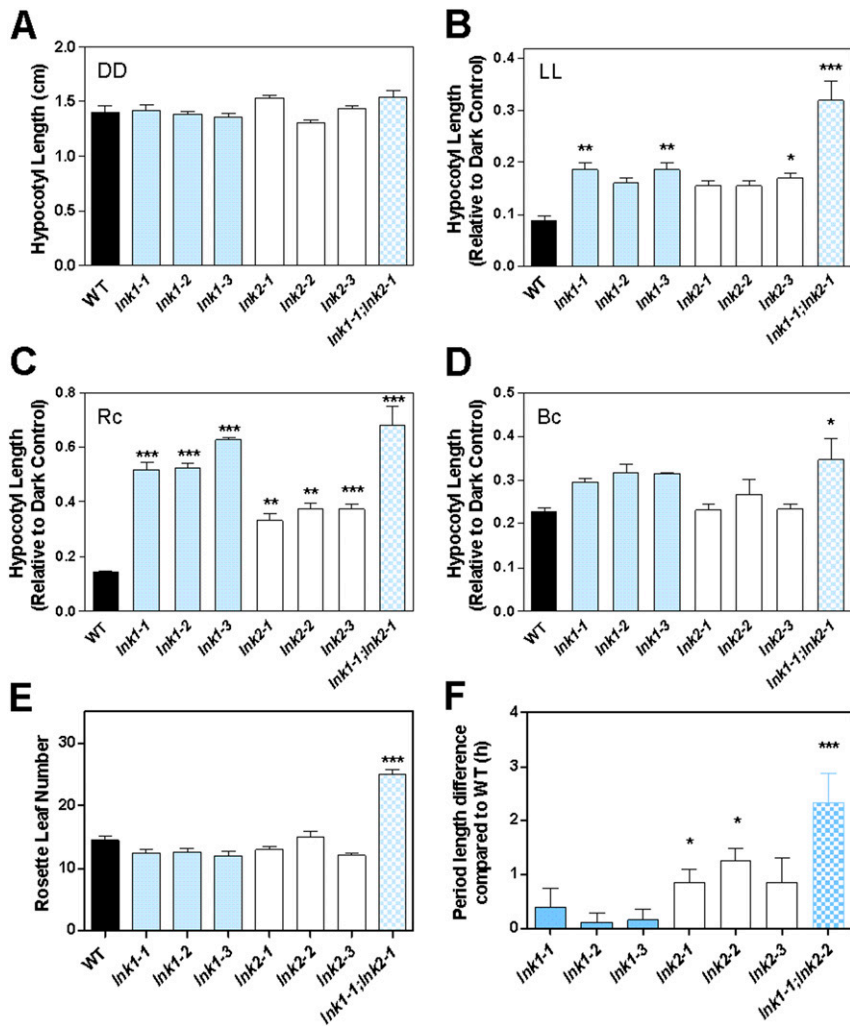 A
DD
Hypocotyl Length (cm)
2.0
1.5
1.0
0.5
0.0
WT
lnk1-1
lnk1-2
lnk1-3
lnk2-1
lnk2-2
lnk2-3
lnk1-1;lnk2-1
B
LL
Hypocotyl Length
(Relative to Dark Control)
0.4
0.3
0.2
0.1
0.0
**
**
*
***
WT
lnk1-1
lnk1-2
lnk1-3
lnk2-1
lnk2-2
lnk2-3
lnk1-1;lnk2-1
C
Rc
Hypocotyl Length
(Relative to Dark Control)
0.8
0.6
0.4
0.2
0.0
***
***
***
**
**
***
***
WT
lnk1-1
lnk1-2
lnk1-3
lnk2-1
lnk2-2
lnk2-3
lnk1-1;lnk2-1
D
Bc
Hypocotyl Length
(Relative to Dark Control)
0.5
0.4
0.3
0.2
0.1
0.0
*
WT
lnk1-1
lnk1-2
lnk1-3
lnk2-1
lnk2-2
lnk2-3
lnk1-1;lnk2-1
E
Rosette Leaf Number
30
20
10
0
***
WT
lnk1-1
lnk1-2
lnk1-3
lnk2-1
lnk2-2
lnk2-3
lnk1-1;lnk2-1
F
Period length difference
compared to WT (h)
4
3
2
1
0
*
*
***
lnk1-1
lnk1-2
lnk1-3
lnk2-1
lnk2-2
lnk2-3
lnk1-1;lnk2-2